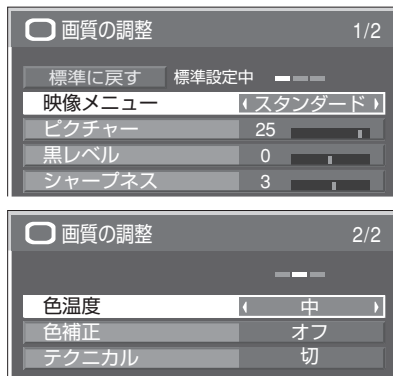 画質の調整 1/2
標準に戻す 標準設定中
映像メニュー スタンダード
ピクチャー 25
黒レベル 0
シャープネス 3
画質の調整 2/2
色温度 中
色補正 オフ
テクニカル 切